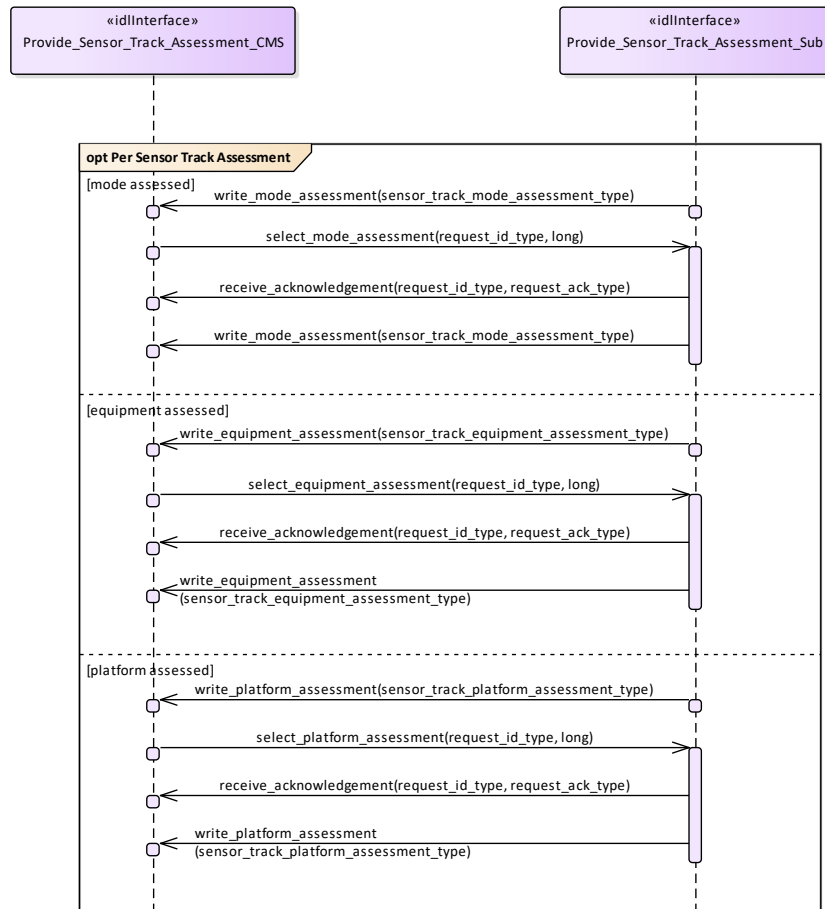 «idlInterface»
Provide_Sensor_Track_Assessment_CMS
«idlInterface»
Provide_Sensor_Track_Assessment_Sub
opt Per Sensor Track Assessment
[mode assessed]
write_mode_assessment(sensor_track_mode_assessment_type)
select_mode_assessment(request_id_type, long)
receive_acknowledgement(request_id_type, request_ack_type)
write_mode_assessment(sensor_track_mode_assessment_type)
[equipment assessed]
write_equipment_assessment(sensor_track_equipment_assessment_type)
select_equipment_assessment(request_id_type, long)
receive_acknowledgement(request_id_type, request_ack_type)
write_equipment_assessment
(sensor_track_equipment_assessment_type)
[platform assessed]
write_platform_assessment(sensor_track_platform_assessment_type)
select_platform_assessment(request_id_type, long)
receive_acknowledgement(request_id_type, request_ack_type)
write_platform_assessment
(sensor_track_platform_assessment_type)